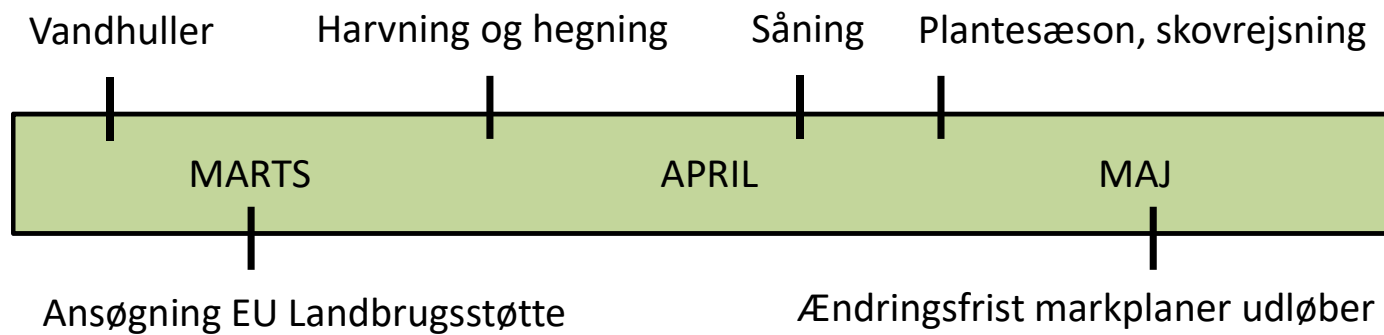 Vandhuller
Harvning og hegning
Såning
Plantesæson, skovrejsning
MARTS
APRIL
MAJ
Ansøgning EU Landbrugsstøtte
Ændringsfrist markplaner udløber